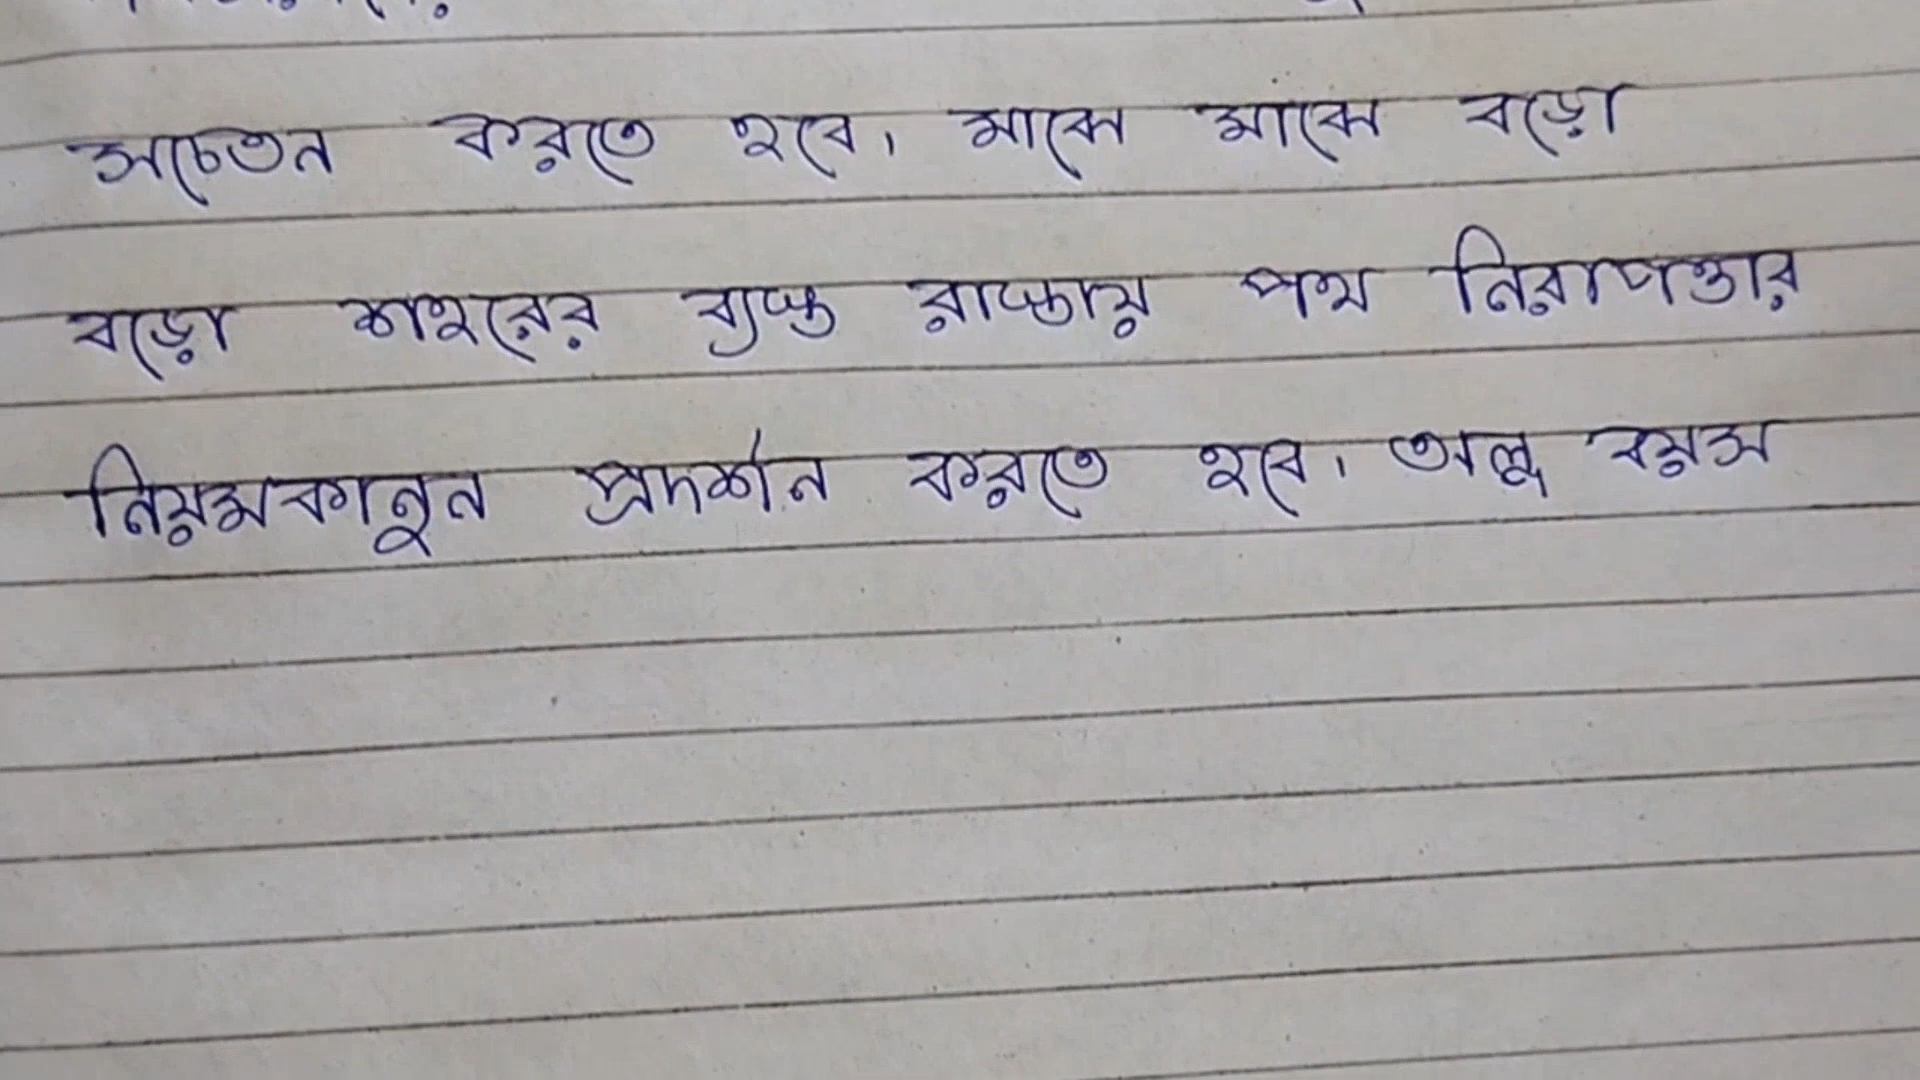 সচেতন করতে হবে। মাঝে মাঝে বড়ো
বড়ো শহরের ব্যস্ত রাস্তায় পথ নিরাপত্তার
নিয়মকানুন প্রদর্শন করতে হবে। অল্প বয়স